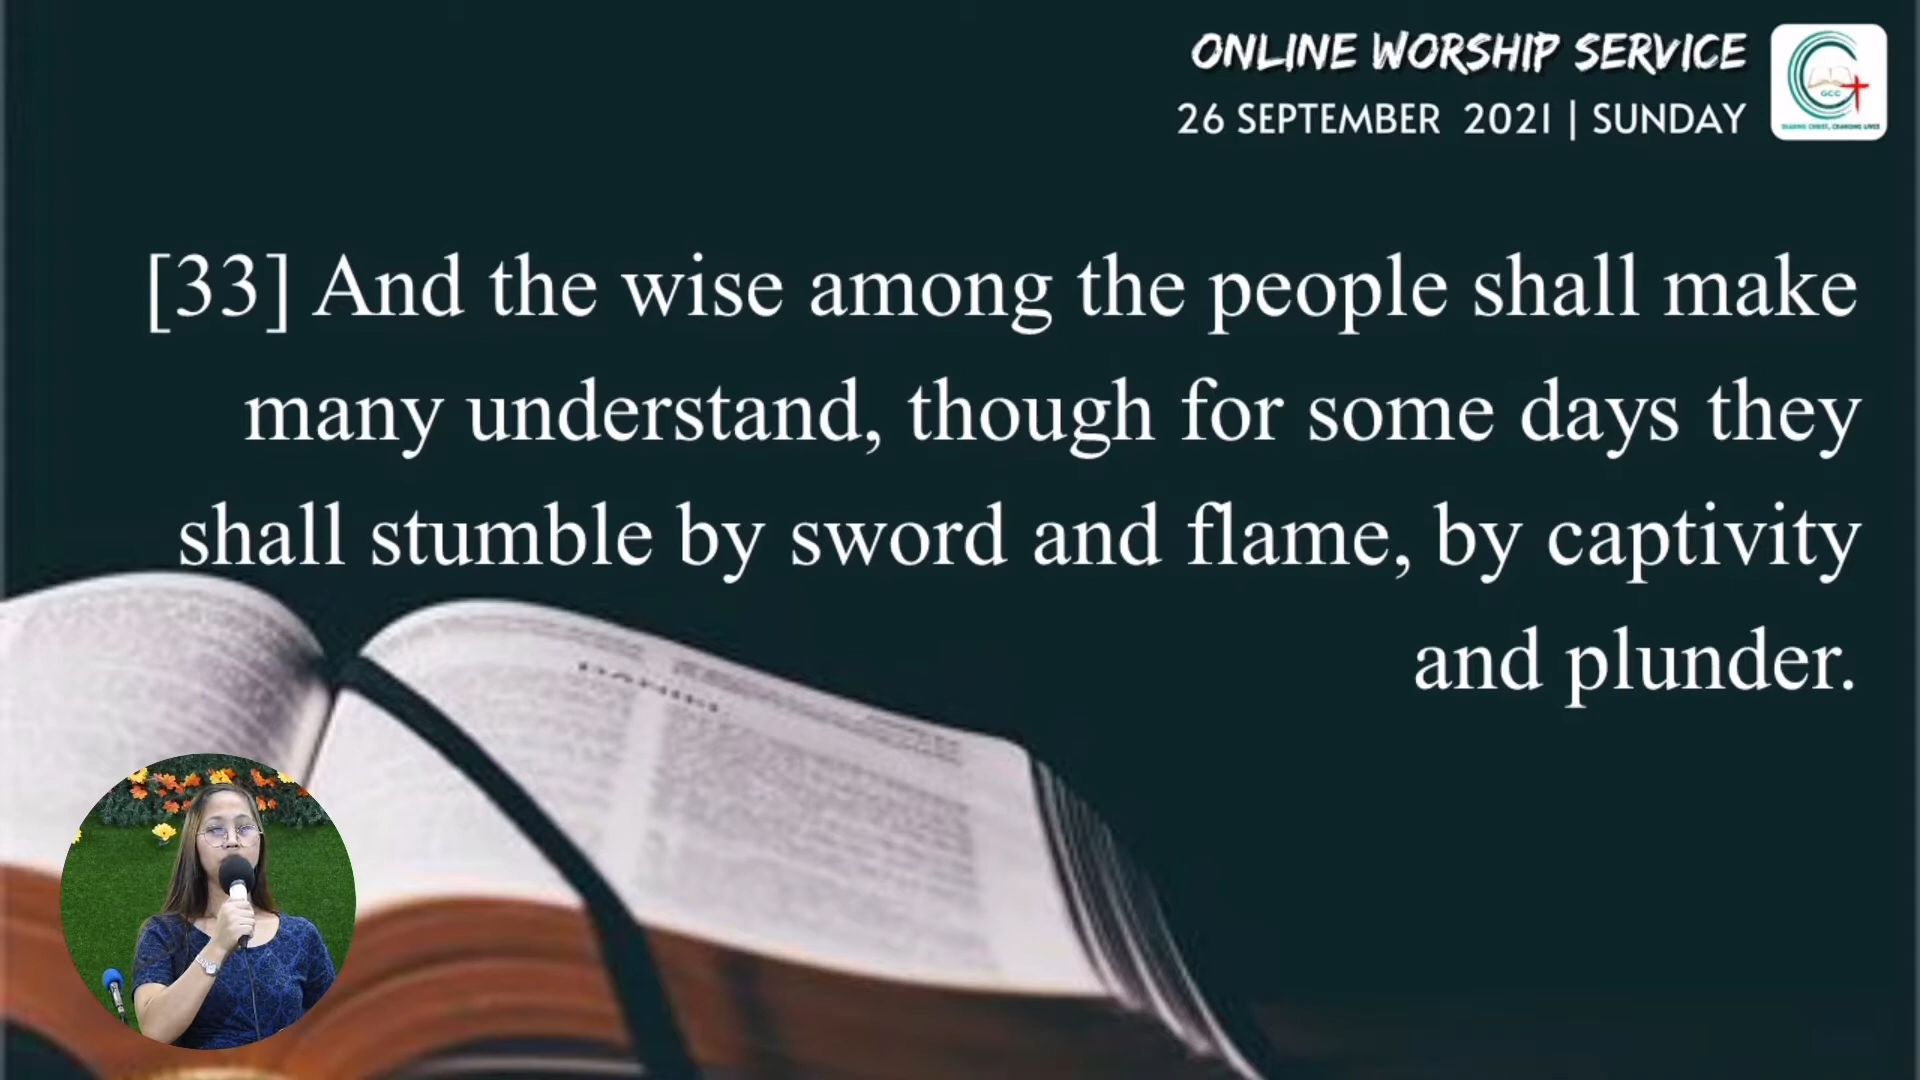 ONLINE WORSHIP SERVICE
26 SEPTEMBER 2021 | SUNDAY
GCC
[33] And the wise among the people shall make
many understand, though for some days they
shall stumble by sword and flame, by captivity
and plunder.